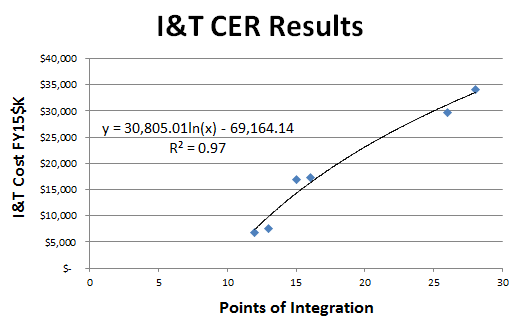 I&T CER Results
I&T Cost FY15$K
$40,000
$35,000
$30,000
$25,000
$20,000
$15,000
$10,000
$5,000
$-
y = 30,805.01ln(x) - 69,164.14
R² = 0.97
0 5 10 15 20 25 30
Points of Integration